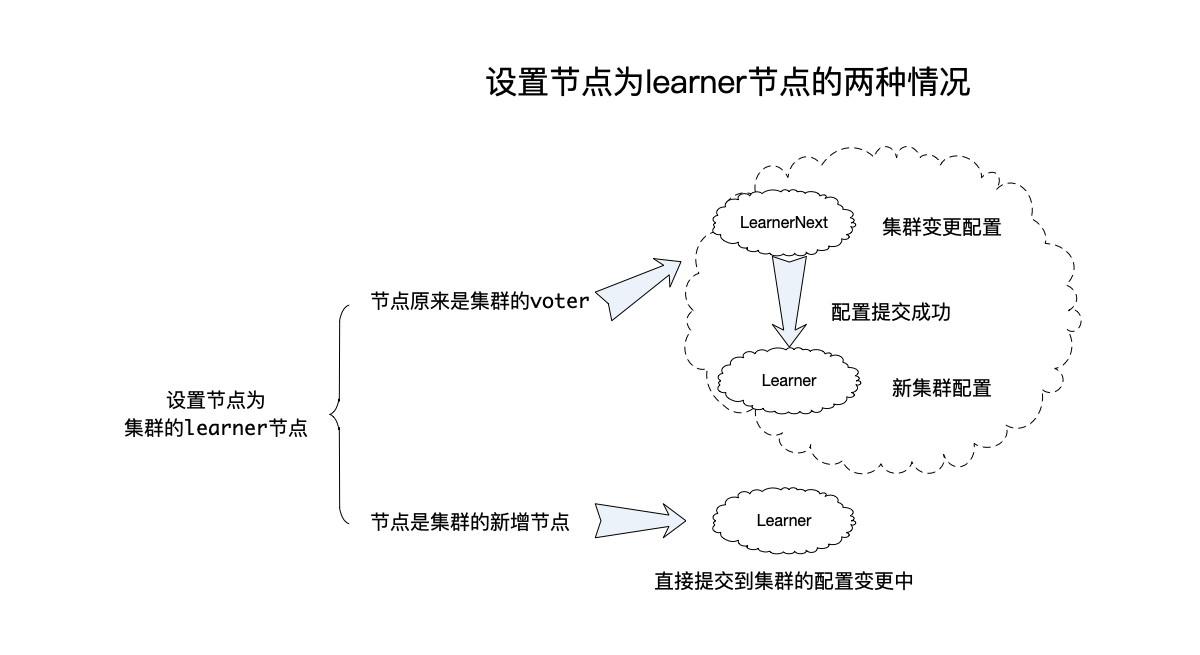 设置节点为learner节点的两种情况
LearnerNext
集群变更配置
节点原来是集群的voter
配置提交成功
Learner
新集群配置
设置节点为
集群的learner节点
节点是集群的新增节点
Learner
直接提交到集群的配置变更中